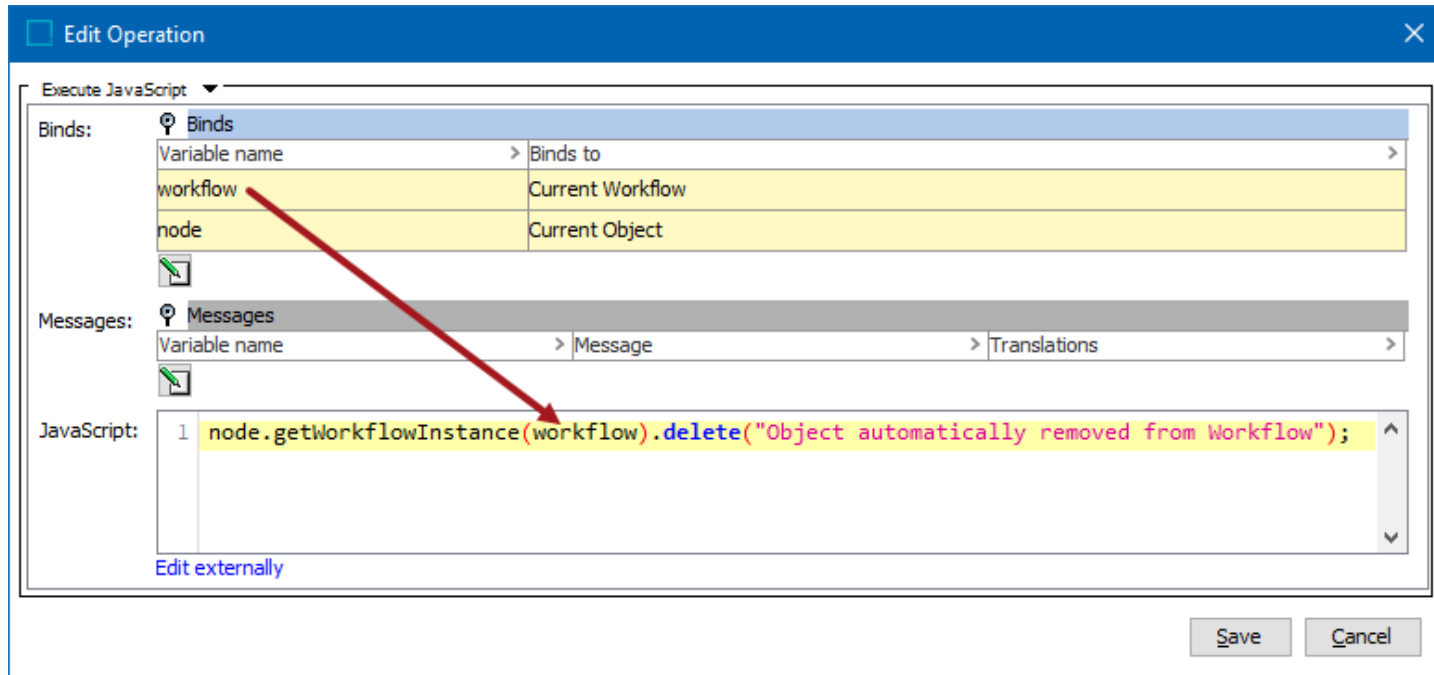 Edit Operation
Execute JavaScript
Binds:
Binds
Variable name > Binds to >
workflow Current Workflow
node Current Object
Messages:
Messages
Variable name > Message > Translations >
JavaScript:
1 node.getWorkflowInstance(workflow).delete("Object automatically removed from Workflow");
Edit externally
Save Cancel